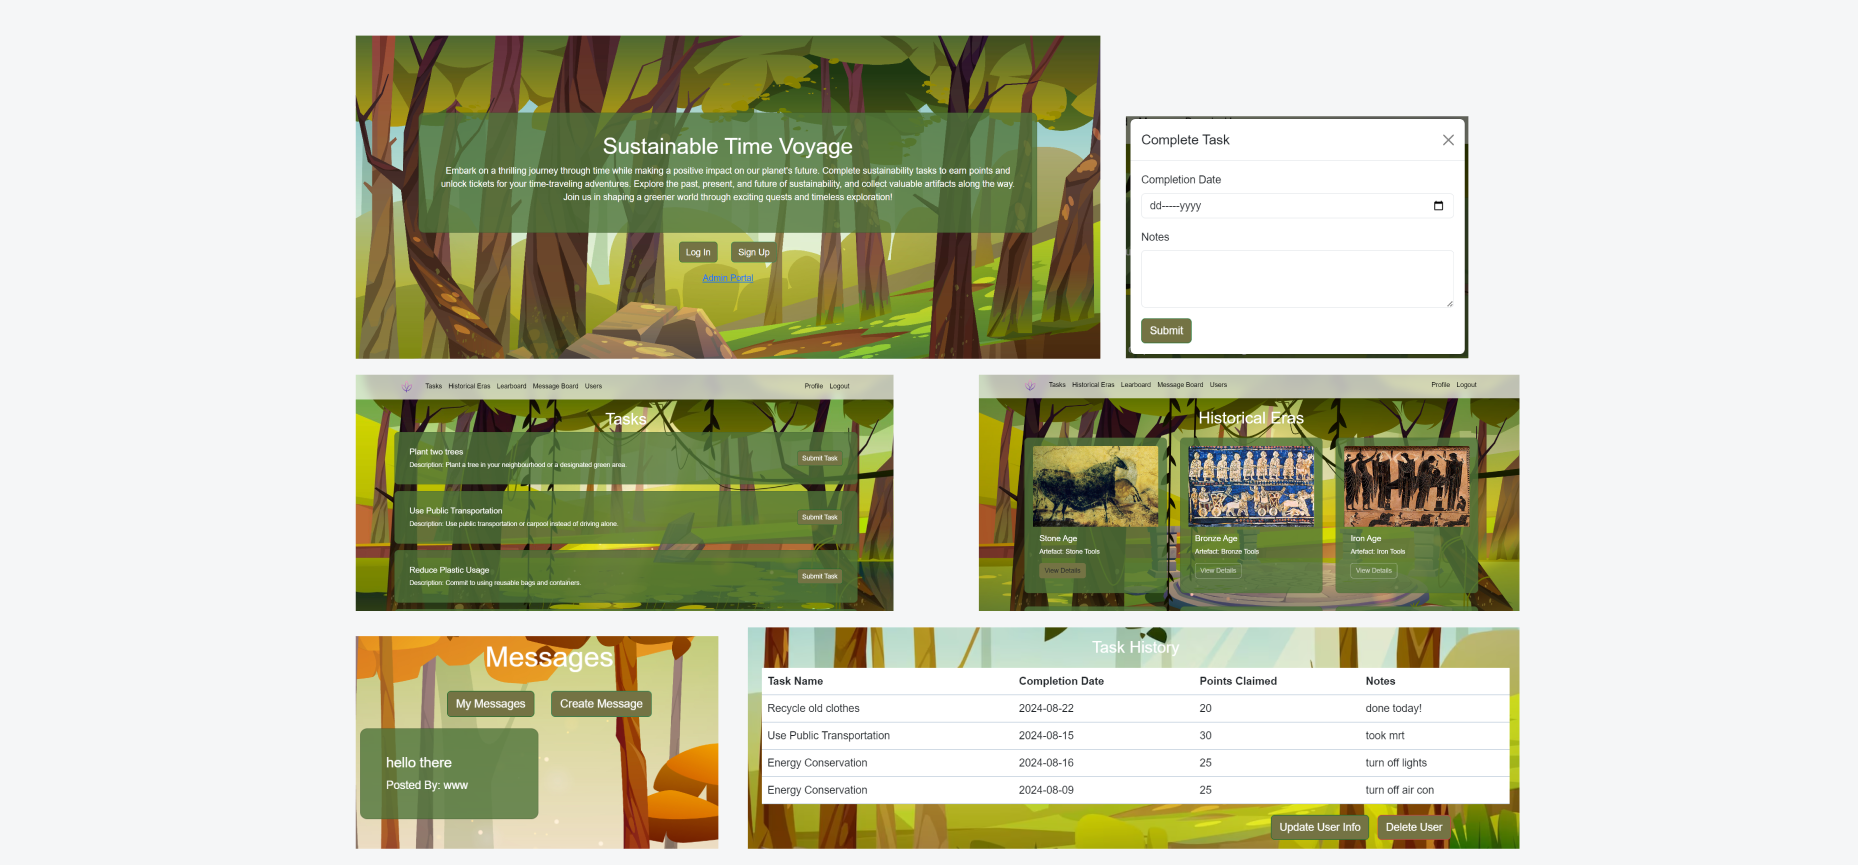 Sustainable Time Voyage
Embark on a thrilling journey through time while making a positive impact on our planet's future. Complete sustainability tasks to earn points and
unlock tickets for your time-traveling adventures. Explore the past, present, and future of sustainability, and collect valuable artifacts along the way.
Join us in shaping a greener world through exciting quests and timeless exploration!
Log In Sign Up
Admin Portal
Complete Task
Completion Date
dd-----yyyy
Notes
Submit
Tasks Historical Eras Learboard Message Board Users Profile Logout
Tasks
Plant two trees
Description: Plant a tree in your neighbourhood or a designated green area.
Submit Task
Use Public Transportation
Description: Use public transportation or carpool instead of driving alone.
Submit Task
Reduce Plastic Usage
Description: Commit to using reusable bags and containers.
Submit Task
Tasks Historical Eras Learboard Message Board Users Profile Logout
Historical Eras
Stone Age
Artefact: Stone Tools
View Details
Bronze Age
Artefact: Bronze Tools
View Details
Iron Age
Artefact: Iron Tools
View Details
Messages
My Messages Create Message
hello there
Posted By: www
Task History
Task Name Completion Date Points Claimed Notes
Recycle old clothes 2024-08-22 20 done today!
Use Public Transportation 2024-08-15 30 took mrt
Energy Conservation 2024-08-16 25 turn off lights
Energy Conservation 2024-08-09 25 turn off air con
Update User Info Delete User